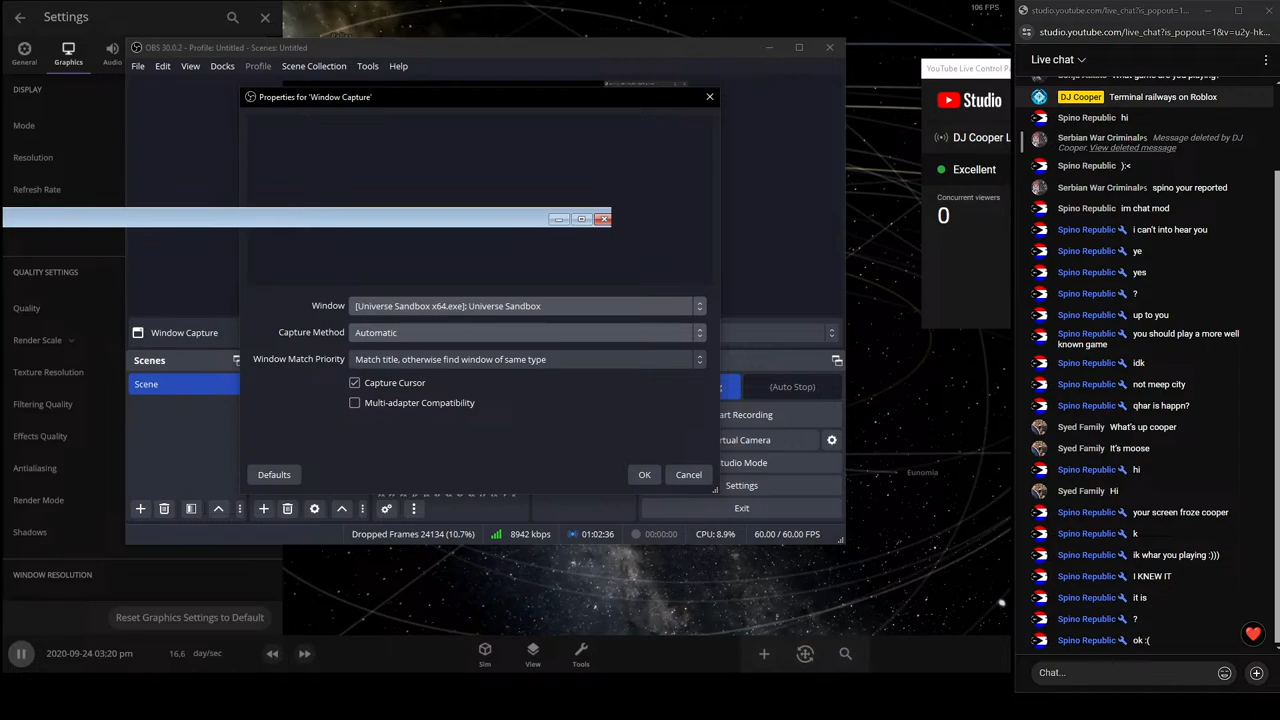 Settings
General
Graphics
Audio
DISPLAY
Mode
Resolution
Refresh Rate
QUALITY SETTINGS
Quality
Render Scale
Texture Resolution
Filtering Quality
Effects Quality
Antialiasing
Render Mode
Shadows
WINDOW RESOLUTION
Reset Graphics Settings to Default
2020-09-24 03:20 pm
16,6 day/sec
Sim
View
Tools
106 FPS
Eunomia
OBS 30.0.2 - Profile: Untitled - Scenes: Untitled
File Edit View Docks Profile Scene Collection Tools Help
Properties for 'Window Capture'
Window
[Universe Sandbox x64.exe]: Universe Sandbox
Capture Method
Automatic
Window Match Priority
Match title, otherwise find window of same type
Capture Cursor
Multi-adapter Compatibility
Defaults
OK
Cancel
Window Capture
Scenes
Scene
(Auto Stop)
art Recording
rtual Camera
tudio Mode
Settings
Exit
Dropped Frames 24134 (10.7%)
8942 kbps
01:02:36
00:00:00
CPU: 8.9%
60.00 / 60.00 FPS
YouTube Live Control P
Studio
DJ Cooper L
Excellent
Concurrent viewers
0
studio.youtube.com/live_chat?is_popout=1...
studio.youtube.com/live_chat?is_popout=1&v=u2y-hk...
Live chat
DJ Cooper Terminal railways on Roblox
Spino Republic hi
Serbian War Criminales Message deleted by DJ
Cooper. View deleted message
Spino Republic ):<
Serbian War Criminales spino your reported
Spino Republic im chat mod
Spino Republic i can't into hear you
Spino Republic ye
Spino Republic yes
Spino Republic ?
Spino Republic up to you
Spino Republic you should play a more well
known game
Spino Republic idk
Spino Republic not meep city
Spino Republic qhar is happn?
Syed Family What's up cooper
Syed Family It's moose
Spino Republic hi
Syed Family Hi
Spino Republic your screen froze cooper
Spino Republic k
Spino Republic ik whar you playing :)))
Spino Republic I KNEW IT
Spino Republic it is
Spino Republic ?
Spino Republic ok :(
Chat...